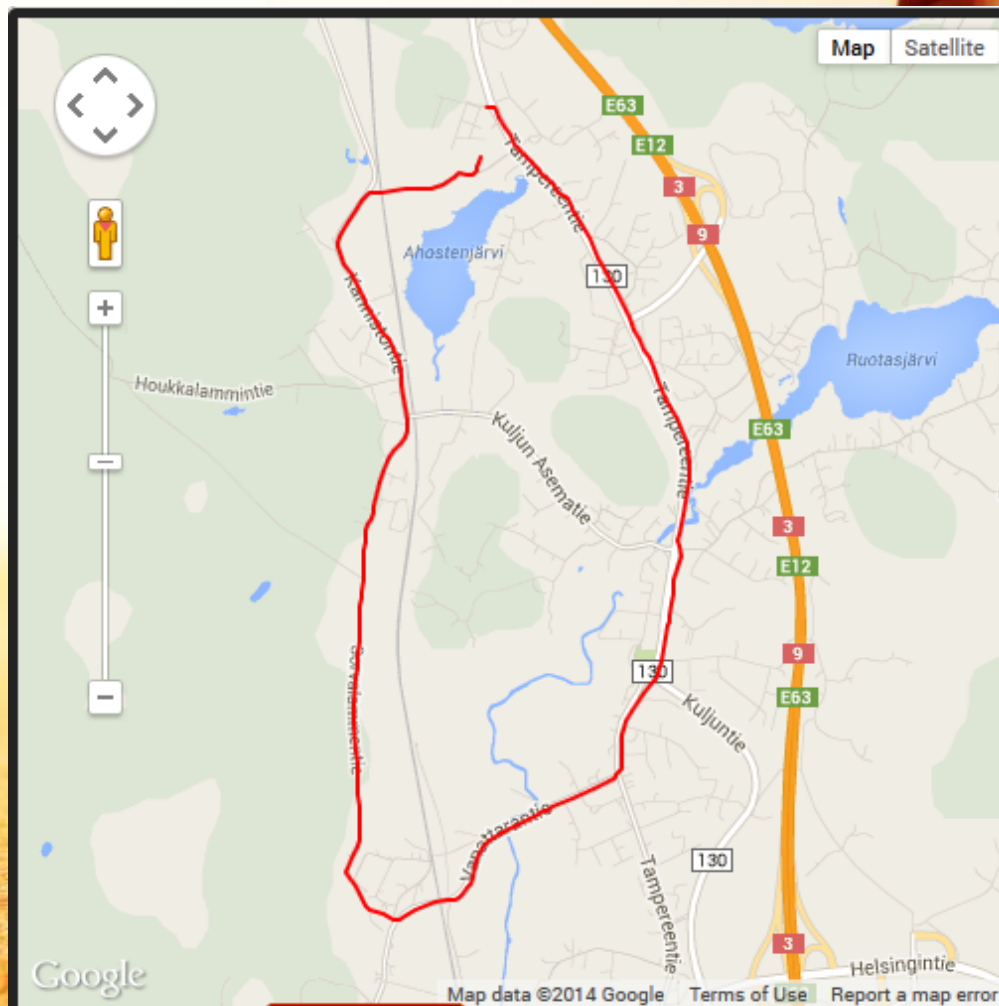 Map Satellite
E63
E12
3
9
Tampereentie
Ahostenjärvi
130
Kannistontie
Ruotasjärvi
Houkkalammintie
Tampereentie
E63
Kuljun Asematie
3
E12
9
130
E63
Kuljuntie
Vanattarantie
130
Tampereentie
3
Helsingintie
Google
Map data ©2014 Google Terms of Use Report a map error